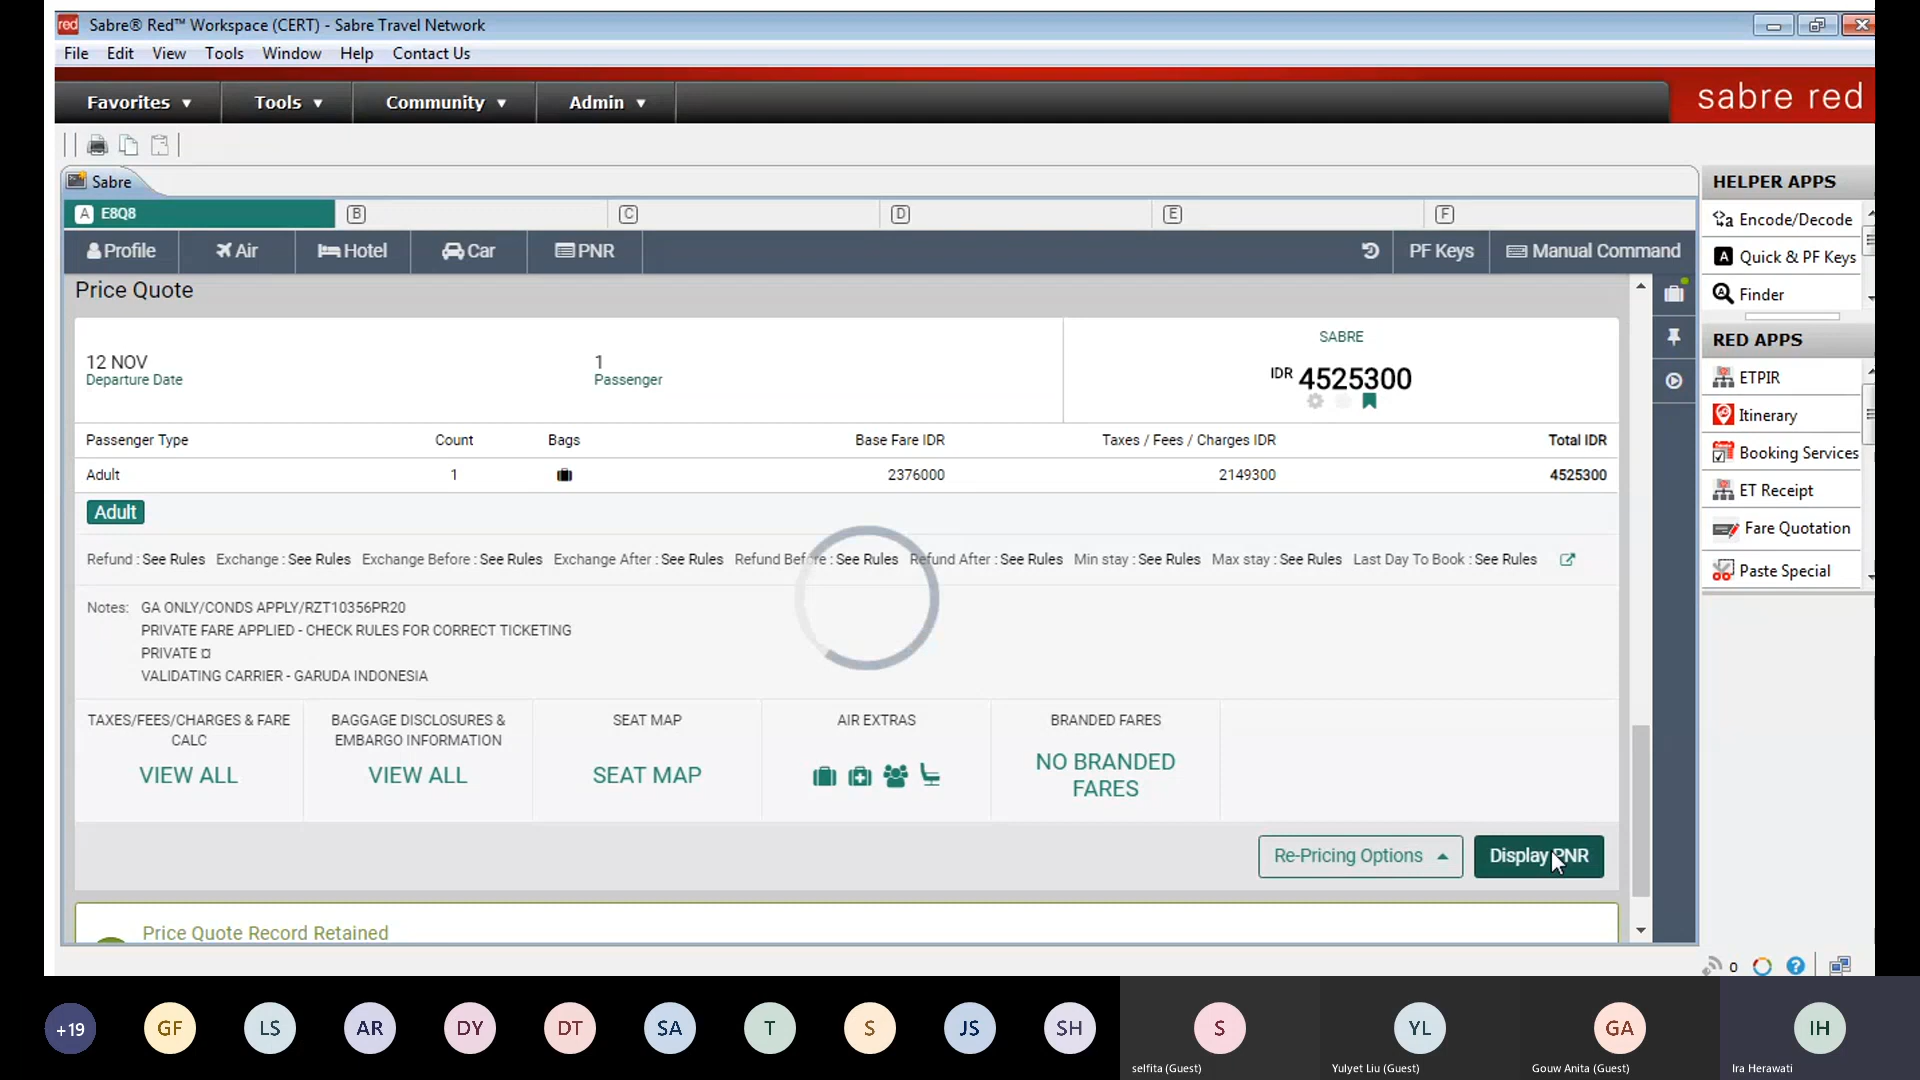 red Sabre® Red™ Workspace (CERT) - Sabre Travel Network
File Edit View Tools Window Help Contact Us
Favorites ▼ Tools ▼ Community ▼ Admin ▼ sabre red
Sabre
A E8Q8 B C D E F
Profile Air Hotel Car PNR PF Keys Manual Command
Price Quote
12 NOV
Departure Date
1
Passenger
SABRE
IDR 4525300
Passenger Type Count Bags Base Fare IDR Taxes / Fees / Charges IDR Total IDR
Adult 1 2376000 2149300 4525300
Adult
Refund : See Rules Exchange : See Rules Exchange Before : See Rules Exchange After : See Rules Refund Before : See Rules Refund After : See Rules Min stay : See Rules Max stay : See Rules Last Day To Book : See Rules
Notes: GA ONLY/CONDS APPLY/RZT10356PR20
PRIVATE FARE APPLIED - CHECK RULES FOR CORRECT TICKETING
PRIVATE ¤
VALIDATING CARRIER - GARUDA INDONESIA
TAXES/FEES/CHARGES & FARE
CALC
VIEW ALL
BAGGAGE DISCLOSURES &
EMBARGO INFORMATION
VIEW ALL
SEAT MAP
SEAT MAP
AIR EXTRAS
BRANDED FARES
NO BRANDED
FARES
Re-Pricing Options Display PNR
Price Quote Record Retained
HELPER APPS
Encode/Decode
A Quick & PF Keys
Finder
RED APPS
ETPIR
Itinerary
Booking Services
ET Receipt
Fare Quotation
Paste Special
0 ?
+19 GF LS AR DY DT SA T S JS SH S YL GA IH
selfita (Guest) Yulyet Liu (Guest) Gouw Anita (Guest) Ira Herawati